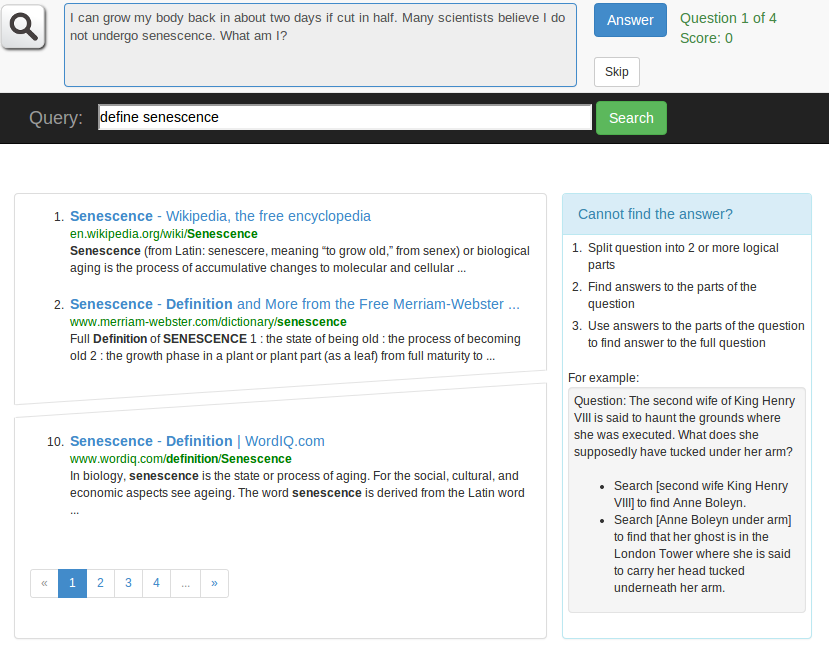 I can grow my body back in about two days if cut in half. Many scientists believe I do
not undergo senescence. What am I?
Answer
Question 1 of 4
Score: 0
Skip
Query:
define senescence
Search
1. Senescence - Wikipedia, the free encyclopedia
en.wikipedia.org/wiki/Senescence
Senescence (from Latin: senescere, meaning “to grow old,” from senex) or biological
aging is the process of accumulative changes to molecular and cellular ...
2. Senescence - Definition and More from the Free Merriam-Webster ...
www.merriam-webster.com/dictionary/senescence
Full Definition of SENESCENCE 1 : the state of being old : the process of becoming
old 2 : the growth phase in a plant or plant part (as a leaf) from full maturity to ...
10. Senescence - Definition | WordIQ.com
www.wordiq.com/definition/Senescence
In biology, senescence is the state or process of aging. For the social, cultural, and
economic aspects see ageing. The word senescence is derived from the Latin word
...
« 1 2 3 4 ... »
Cannot find the answer?
1. Split question into 2 or more logical
parts
2. Find answers to the parts of the
question
3. Use answers to the parts of the question
to find answer to the full question
For example:
Question: The second wife of King Henry
VIII is said to haunt the grounds where
she was executed. What does she
supposedly have tucked under her arm?
• Search [second wife King Henry
VIII] to find Anne Boleyn.
• Search [Anne Boleyn under arm]
to find that her ghost is in the
London Tower where she is said
to carry her head tucked
underneath her arm.